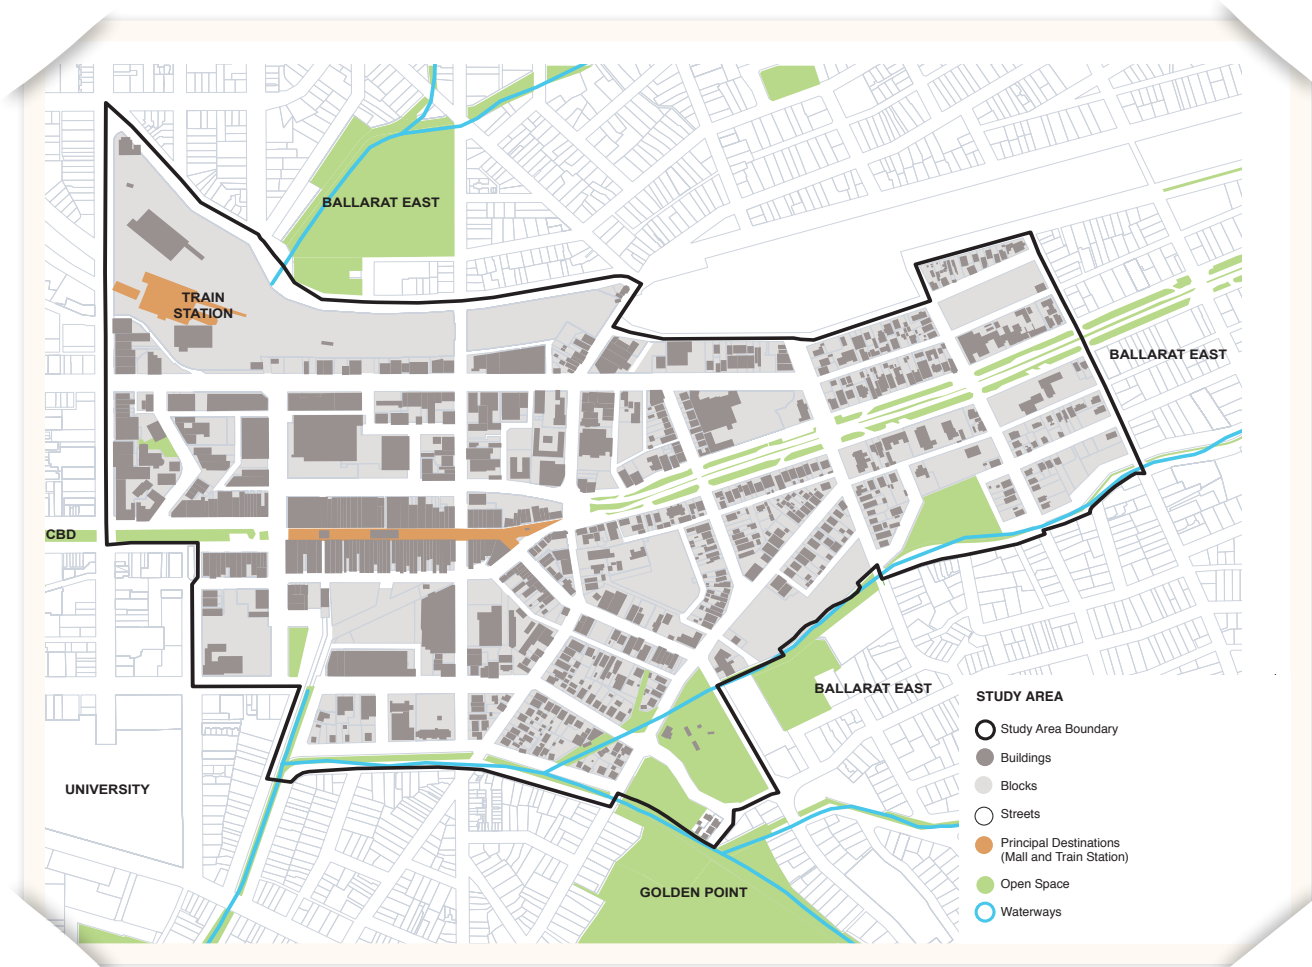 BALLARAT EAST
TRAIN
STATION
BALLARAT EAST
CBD
BALLARAT EAST
UNIVERSITY
GOLDEN POINT
STUDY AREA
Study Area Boundary
Buildings
Blocks
Streets
Principal Destinations
(Mall and Train Station)
Open Space
Waterways